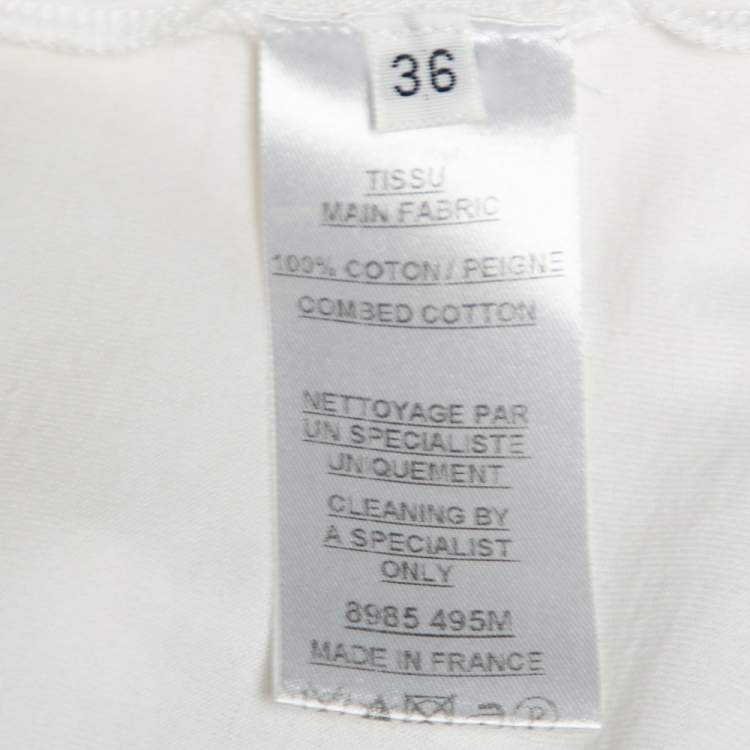 36
TISSU
MAIN FABRIC
100% COTON/PEIGNE
COMBED COTTON
NETTOYAGE PAR
UN SPECIALISTE
UNIQUEMENT
CLEANING BY
A SPECIALIST
ONLY
8985 495M
MADE IN FRANCE
P